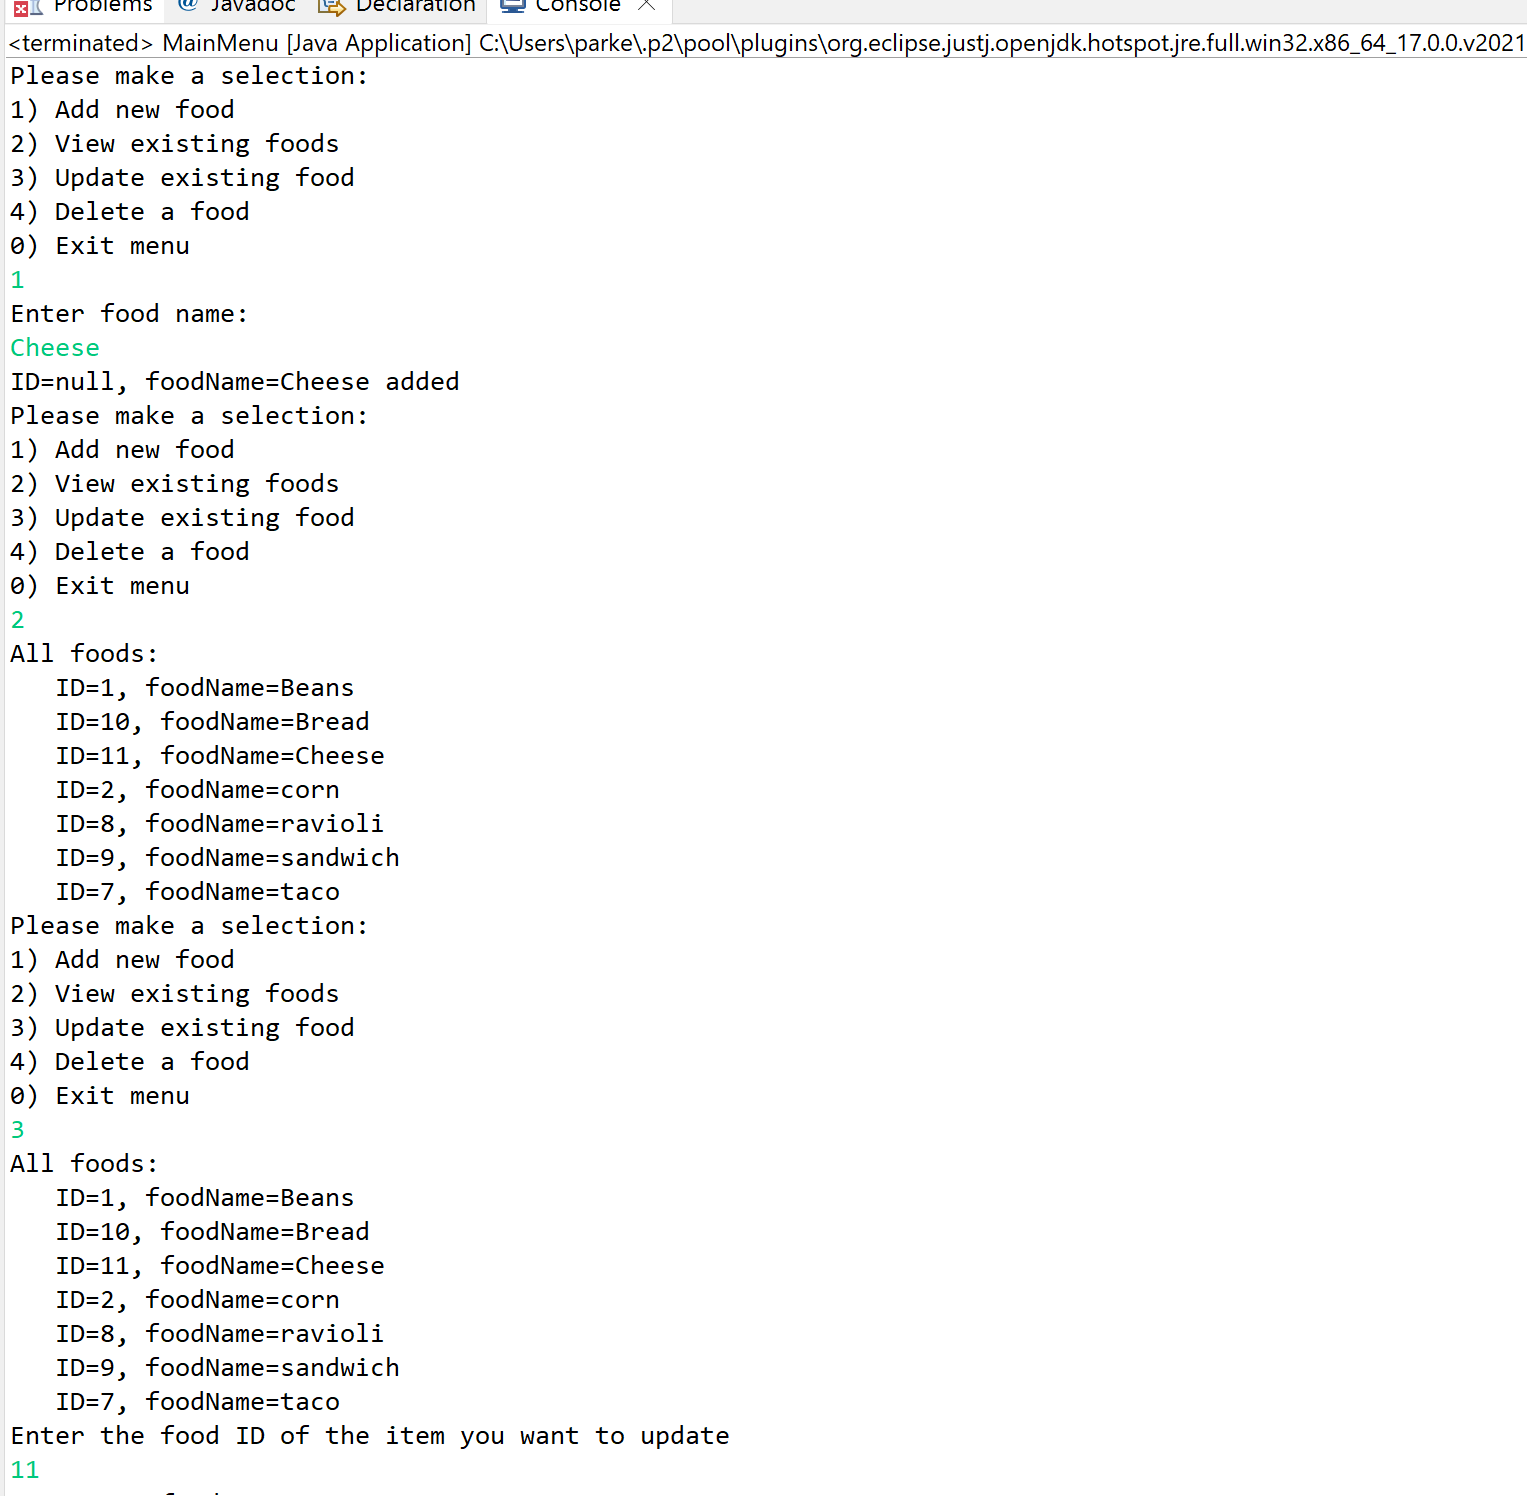 Problems @ Javadoc Declaration Console
<terminated> MainMenu [Java Application] C:\Users\parke\.p2\pool\plugins\org.eclipse.justj.openjdk.hotspot.jre.full.win32.x86_64_17.0.0.v2021
Please make a selection:
1) Add new food
2) View existing foods
3) Update existing food
4) Delete a food
0) Exit menu
1
Enter food name:
Cheese
ID=null, foodName=Cheese added
Please make a selection:
1) Add new food
2) View existing foods
3) Update existing food
4) Delete a food
0) Exit menu
2
All foods:
   ID=1, foodName=Beans
   ID=10, foodName=Bread
   ID=11, foodName=Cheese
   ID=2, foodName=corn
   ID=8, foodName=ravioli
   ID=9, foodName=sandwich
   ID=7, foodName=taco
Please make a selection:
1) Add new food
2) View existing foods
3) Update existing food
4) Delete a food
0) Exit menu
3
All foods:
   ID=1, foodName=Beans
   ID=10, foodName=Bread
   ID=11, foodName=Cheese
   ID=2, foodName=corn
   ID=8, foodName=ravioli
   ID=9, foodName=sandwich
   ID=7, foodName=taco
Enter the food ID of the item you want to update
11